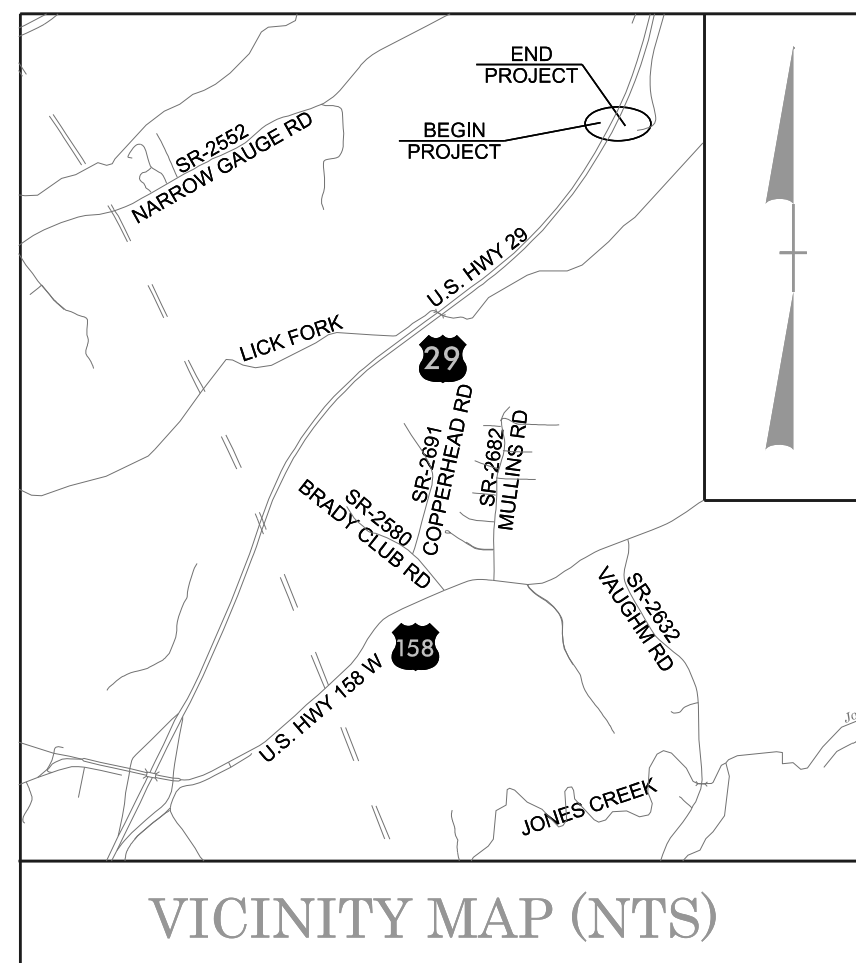 END
PROJECT
BEGIN
PROJECT
SR-2552
NARROW GAUGE RD
U.S. HWY 29
LICK FORK
29
SR-2691
COPPERHEAD RD
SR-2682
MULLINS RD
SR-2580
BRADY CLUB RD
SR-2632
VAUGHM RD
158
U.S. HWY 158 W
JONES CREEK
VICINITY MAP (NTS)